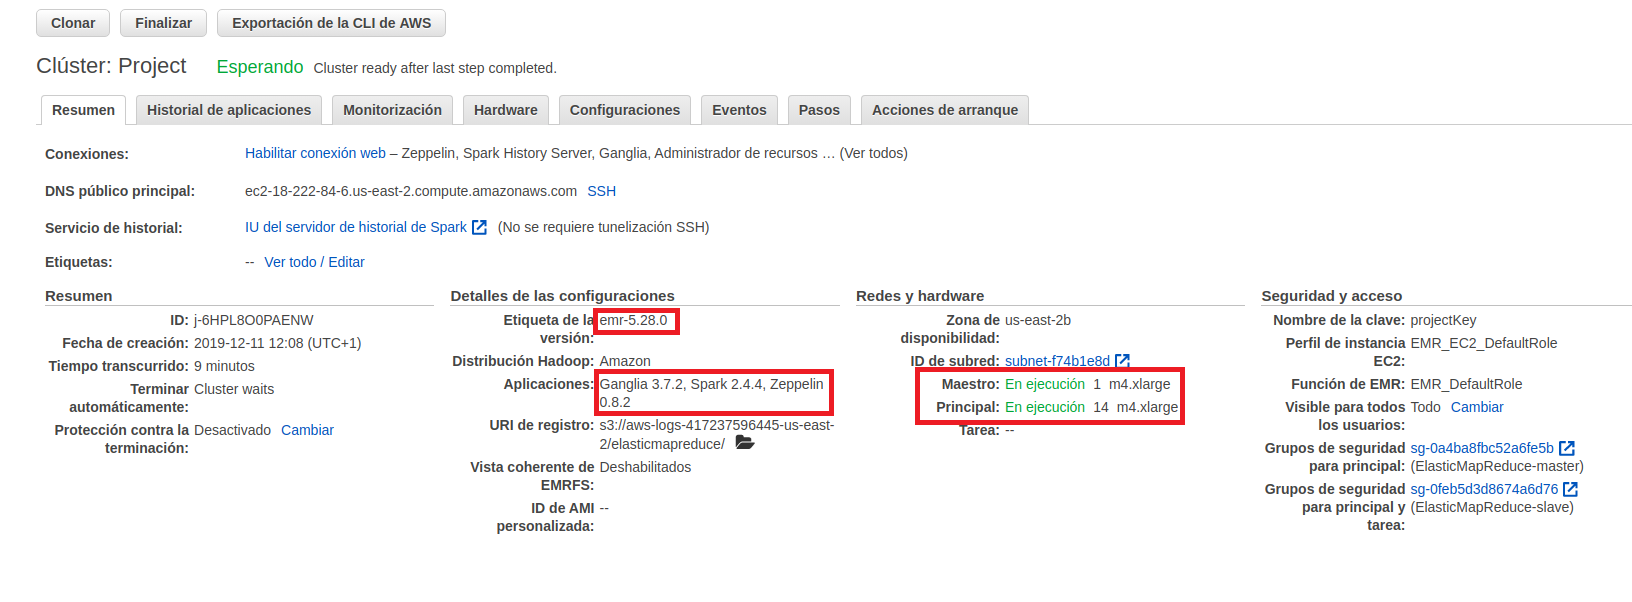 Clonar Finalizar Exportación de la CLI de AWS
Clúster: Project Esperando Cluster ready after last step completed.
Resumen Historial de aplicaciones Monitorización Hardware Configuraciones Eventos Pasos Acciones de arranque
Conexiones: Habilitar conexión web – Zeppelin, Spark History Server, Ganglia, Administrador de recursos … (Ver todos)
DNS público principal: ec2-18-222-84-6.us-east-2.compute.amazonaws.com SSH
Servicio de historial: IU del servidor de historial de Spark (No se requiere tunelización SSH)
Etiquetas: -- Ver todo / Editar
Resumen
ID: j-6HPL8O0PAENW
Fecha de creación: 2019-12-11 12:08 (UTC+1)
Tiempo transcurrido: 9 minutos
Terminar Cluster waits
automáticamente:
Protección contra la Desactivado Cambiar
terminación:
Detalles de las configuraciones
Etiqueta de la emr-5.28.0
versión:
Distribución Hadoop: Amazon
Aplicaciones: Ganglia 3.7.2, Spark 2.4.4, Zeppelin
0.8.2
URI de registro: s3://aws-logs-417237596445-us-east-
2/elasticmapreduce/
Vista coherente de Deshabilitados
EMRFS:
ID de AMI --
personalizada:
Redes y hardware
Zona de us-east-2b
disponibilidad:
ID de subred: subnet-f74b1e8d
Maestro: En ejecución 1 m4.xlarge
Principal: En ejecución 14 m4.xlarge
Tarea: --
Seguridad y acceso
Nombre de la clave: projectKey
Perfil de instancia EMR_EC2_DefaultRole
EC2:
Función de EMR: EMR_DefaultRole
Visible para todos Todo Cambiar
los usuarios:
Grupos de seguridad sg-0a4ba8fbc52a6fe5b
para principal: (ElasticMapReduce-master)
Grupos de seguridad sg-0feb5d3d8674a6d76
para principal y (ElasticMapReduce-slave)
tarea: